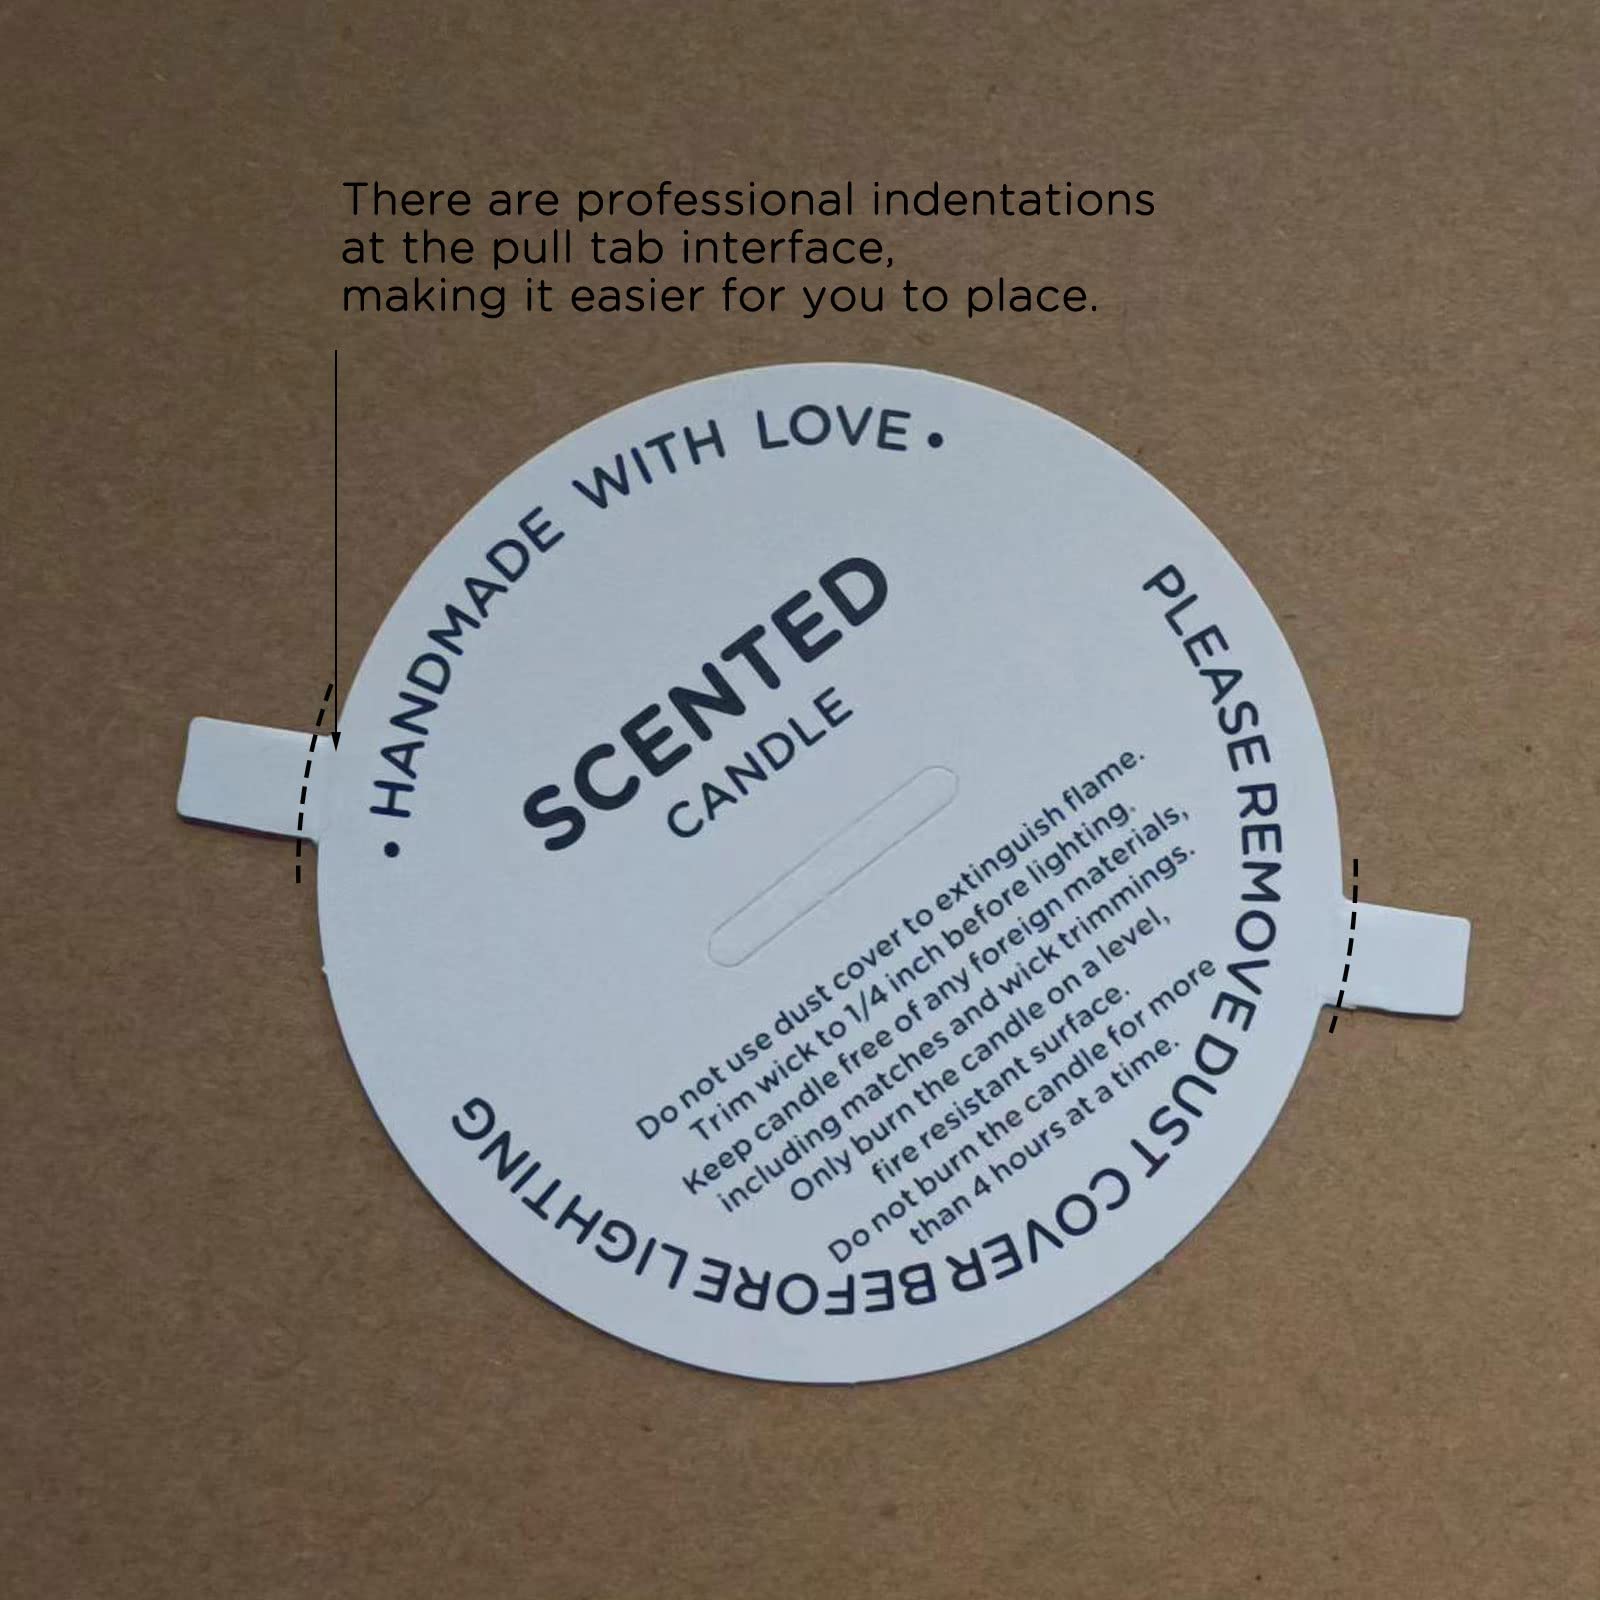 There are professional indentations
at the pull tab interface,
making it easier for you to place.
• HANDMADE WITH LOVE •
SCENTED
CANDLE
Do not use dust cover to extinguish flame.
Trim wick to 1/4 inch before lighting.
Keep candle free of any foreign materials,
including matches and wick trimmings.
Only burn the candle on a level,
fire resistant surface.
Do not burn the candle for more
than 4 hours at a time.
PLEASE REMOVE DUST COVER BEFORE LIGHTING